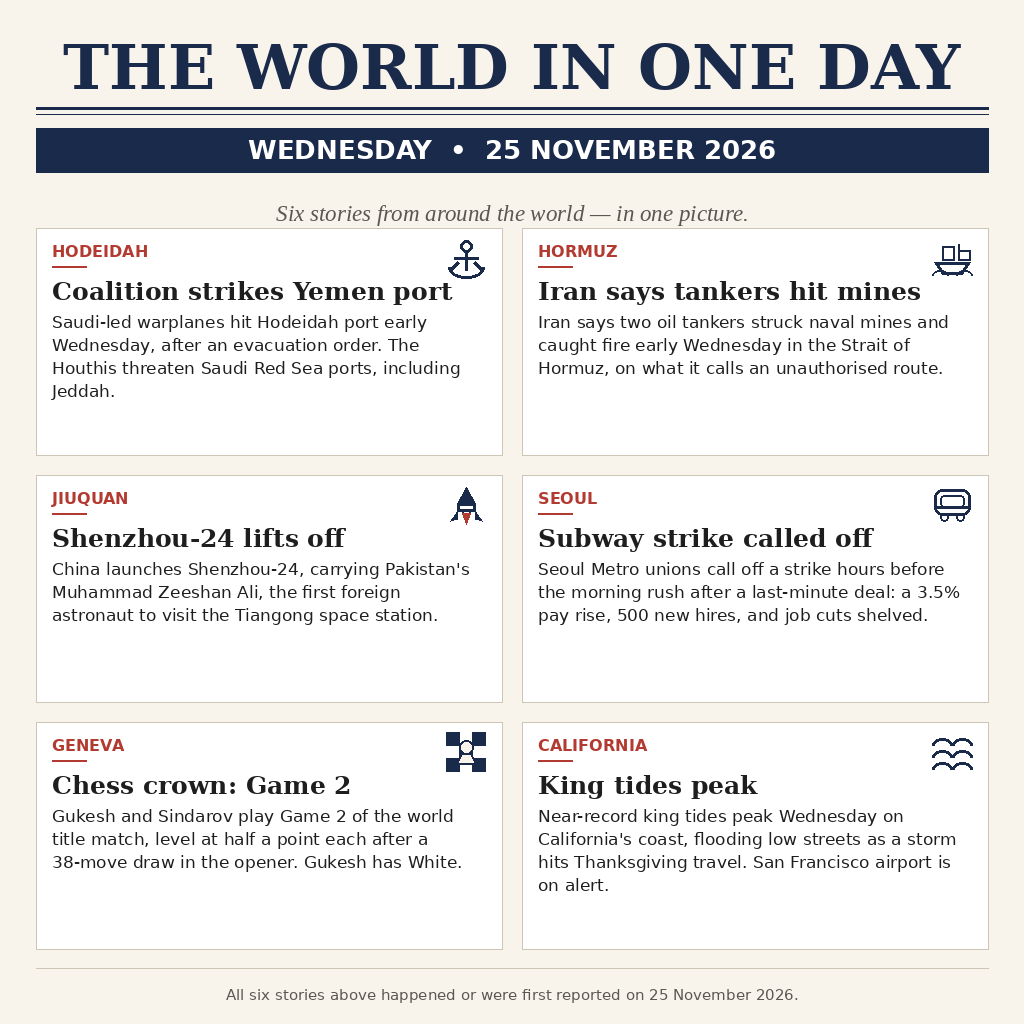 THE WORLD IN ONE DAY
WEDNESDAY • 25 NOVEMBER 2026
Six stories from around the world — in one picture.
HODEIDAH
Coalition strikes Yemen port
Saudi-led warplanes hit Hodeidah port early
Wednesday, after an evacuation order. The
Houthis threaten Saudi Red Sea ports, including
Jeddah.
HORMUZ
Iran says tankers hit mines
Iran says two oil tankers struck naval mines and
caught fire early Wednesday in the Strait of
Hormuz, on what it calls an unauthorised route.
JIUQUAN
Shenzhou-24 lifts off
China launches Shenzhou-24, carrying Pakistan's
Muhammad Zeeshan Ali, the first foreign
astronaut to visit the Tiangong space station.
SEOUL
Subway strike called off
Seoul Metro unions call off a strike hours before
the morning rush after a last-minute deal: a 3.5%
pay rise, 500 new hires, and job cuts shelved.
GENEVA
Chess crown: Game 2
Gukesh and Sindarov play Game 2 of the world
title match, level at half a point each after a
38-move draw in the opener. Gukesh has White.
CALIFORNIA
King tides peak
Near-record king tides peak Wednesday on
California's coast, flooding low streets as a storm
hits Thanksgiving travel. San Francisco airport is
on alert.
All six stories above happened or were first reported on 25 November 2026.